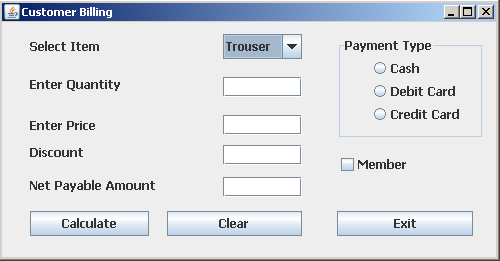 Customer Billing
Select Item
Trouser
Payment Type
Cash
Enter Quantity
Debit Card
Credit Card
Enter Price
Discount
Member
Net Payable Amount
Calculate
Clear
Exit